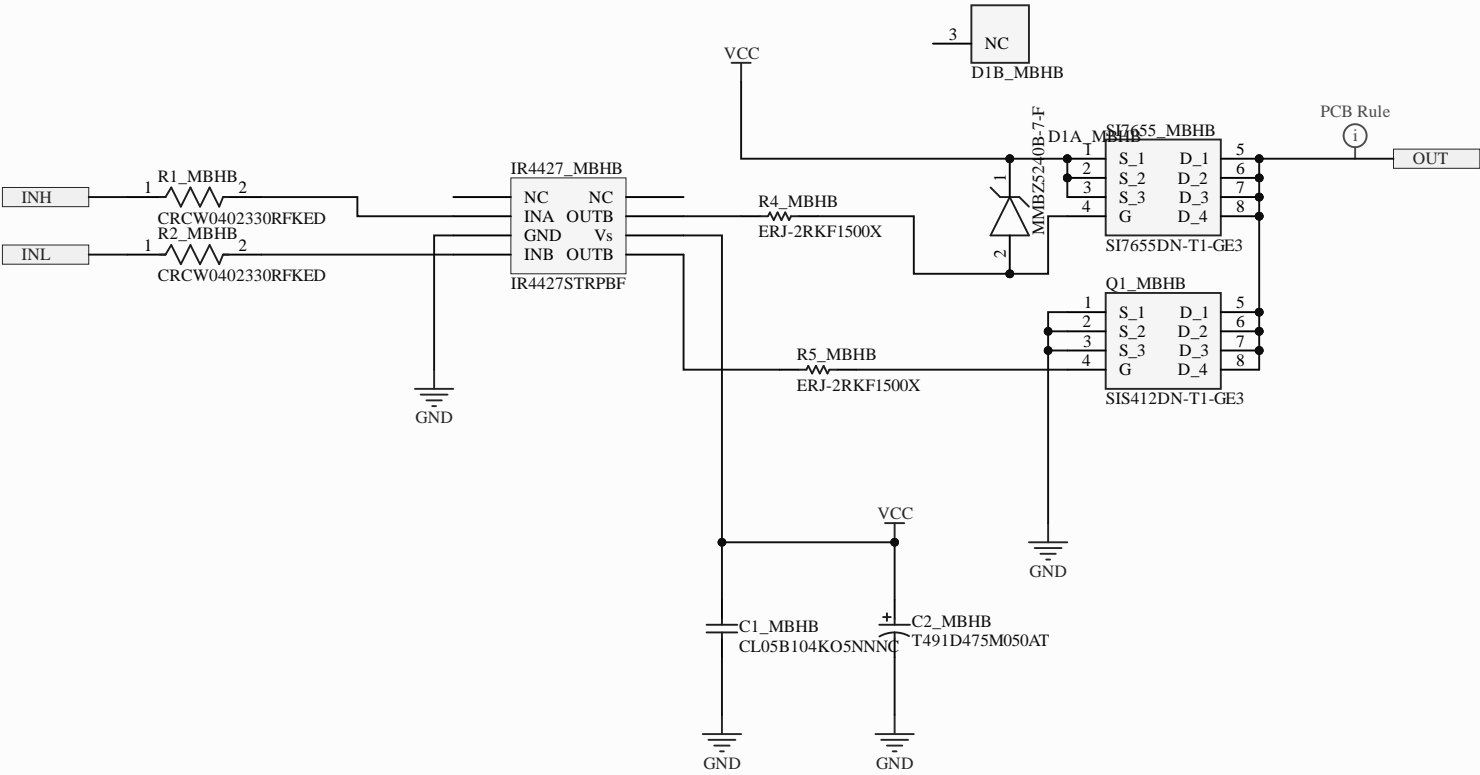 3
NC
D1B_MBHB
VCC
PCB Rule
i
OUT
D1A_MBHB
SI7655_MBHB
MMBZ5240B-7-F
1
2
1 S_1 D_1 5
2 S_2 D_2 6
3 S_3 D_3 7
4 G D_4 8
SI7655DN-T1-GE3
INH
1
R1_MBHB
2
CRCW0402330RFKED
INL
1
R2_MBHB
2
CRCW0402330RFKED
IR4427_MBHB
NC NC
INA OUTB
GND Vs
INB OUTB
IR4427STRPBF
R4_MBHB
ERJ-2RKF1500X
Q1_MBHB
1 S_1 D_1 5
2 S_2 D_2 6
3 S_3 D_3 7
4 G D_4 8
SIS412DN-T1-GE3
R5_MBHB
ERJ-2RKF1500X
GND
VCC
GND
C1_MBHB
CL05B104KO5NNNC
+
C2_MBHB
T491D475M050AT
GND
GND